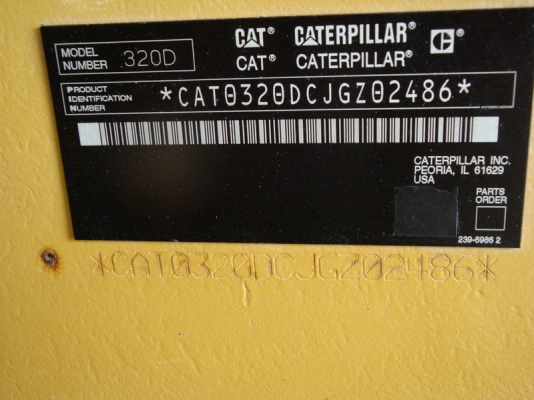 CAT CATERPILLAR C
MODEL NUMBER 320D CAT® CATERPILLAR®
PRODUCT IDENTIFICATION NUMBER *CAT0320DCJGZ02486*
CATERPILLAR INC.
PEORIA, IL 61629
USA
PARTS ORDER
239-6986 2
*CAT0320DCJGZ02486*